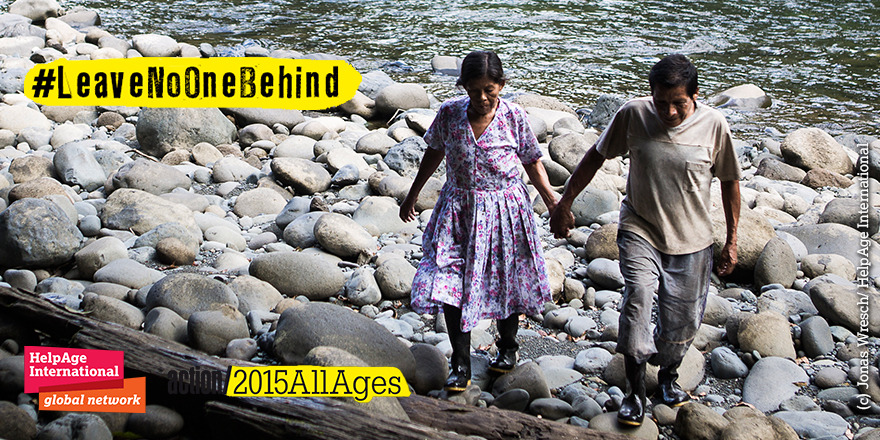 #LeaveNoOneBehind
HelpAge
International
global network
action/2015AllAges
(c) Jonas Wresch/ HelpAge International